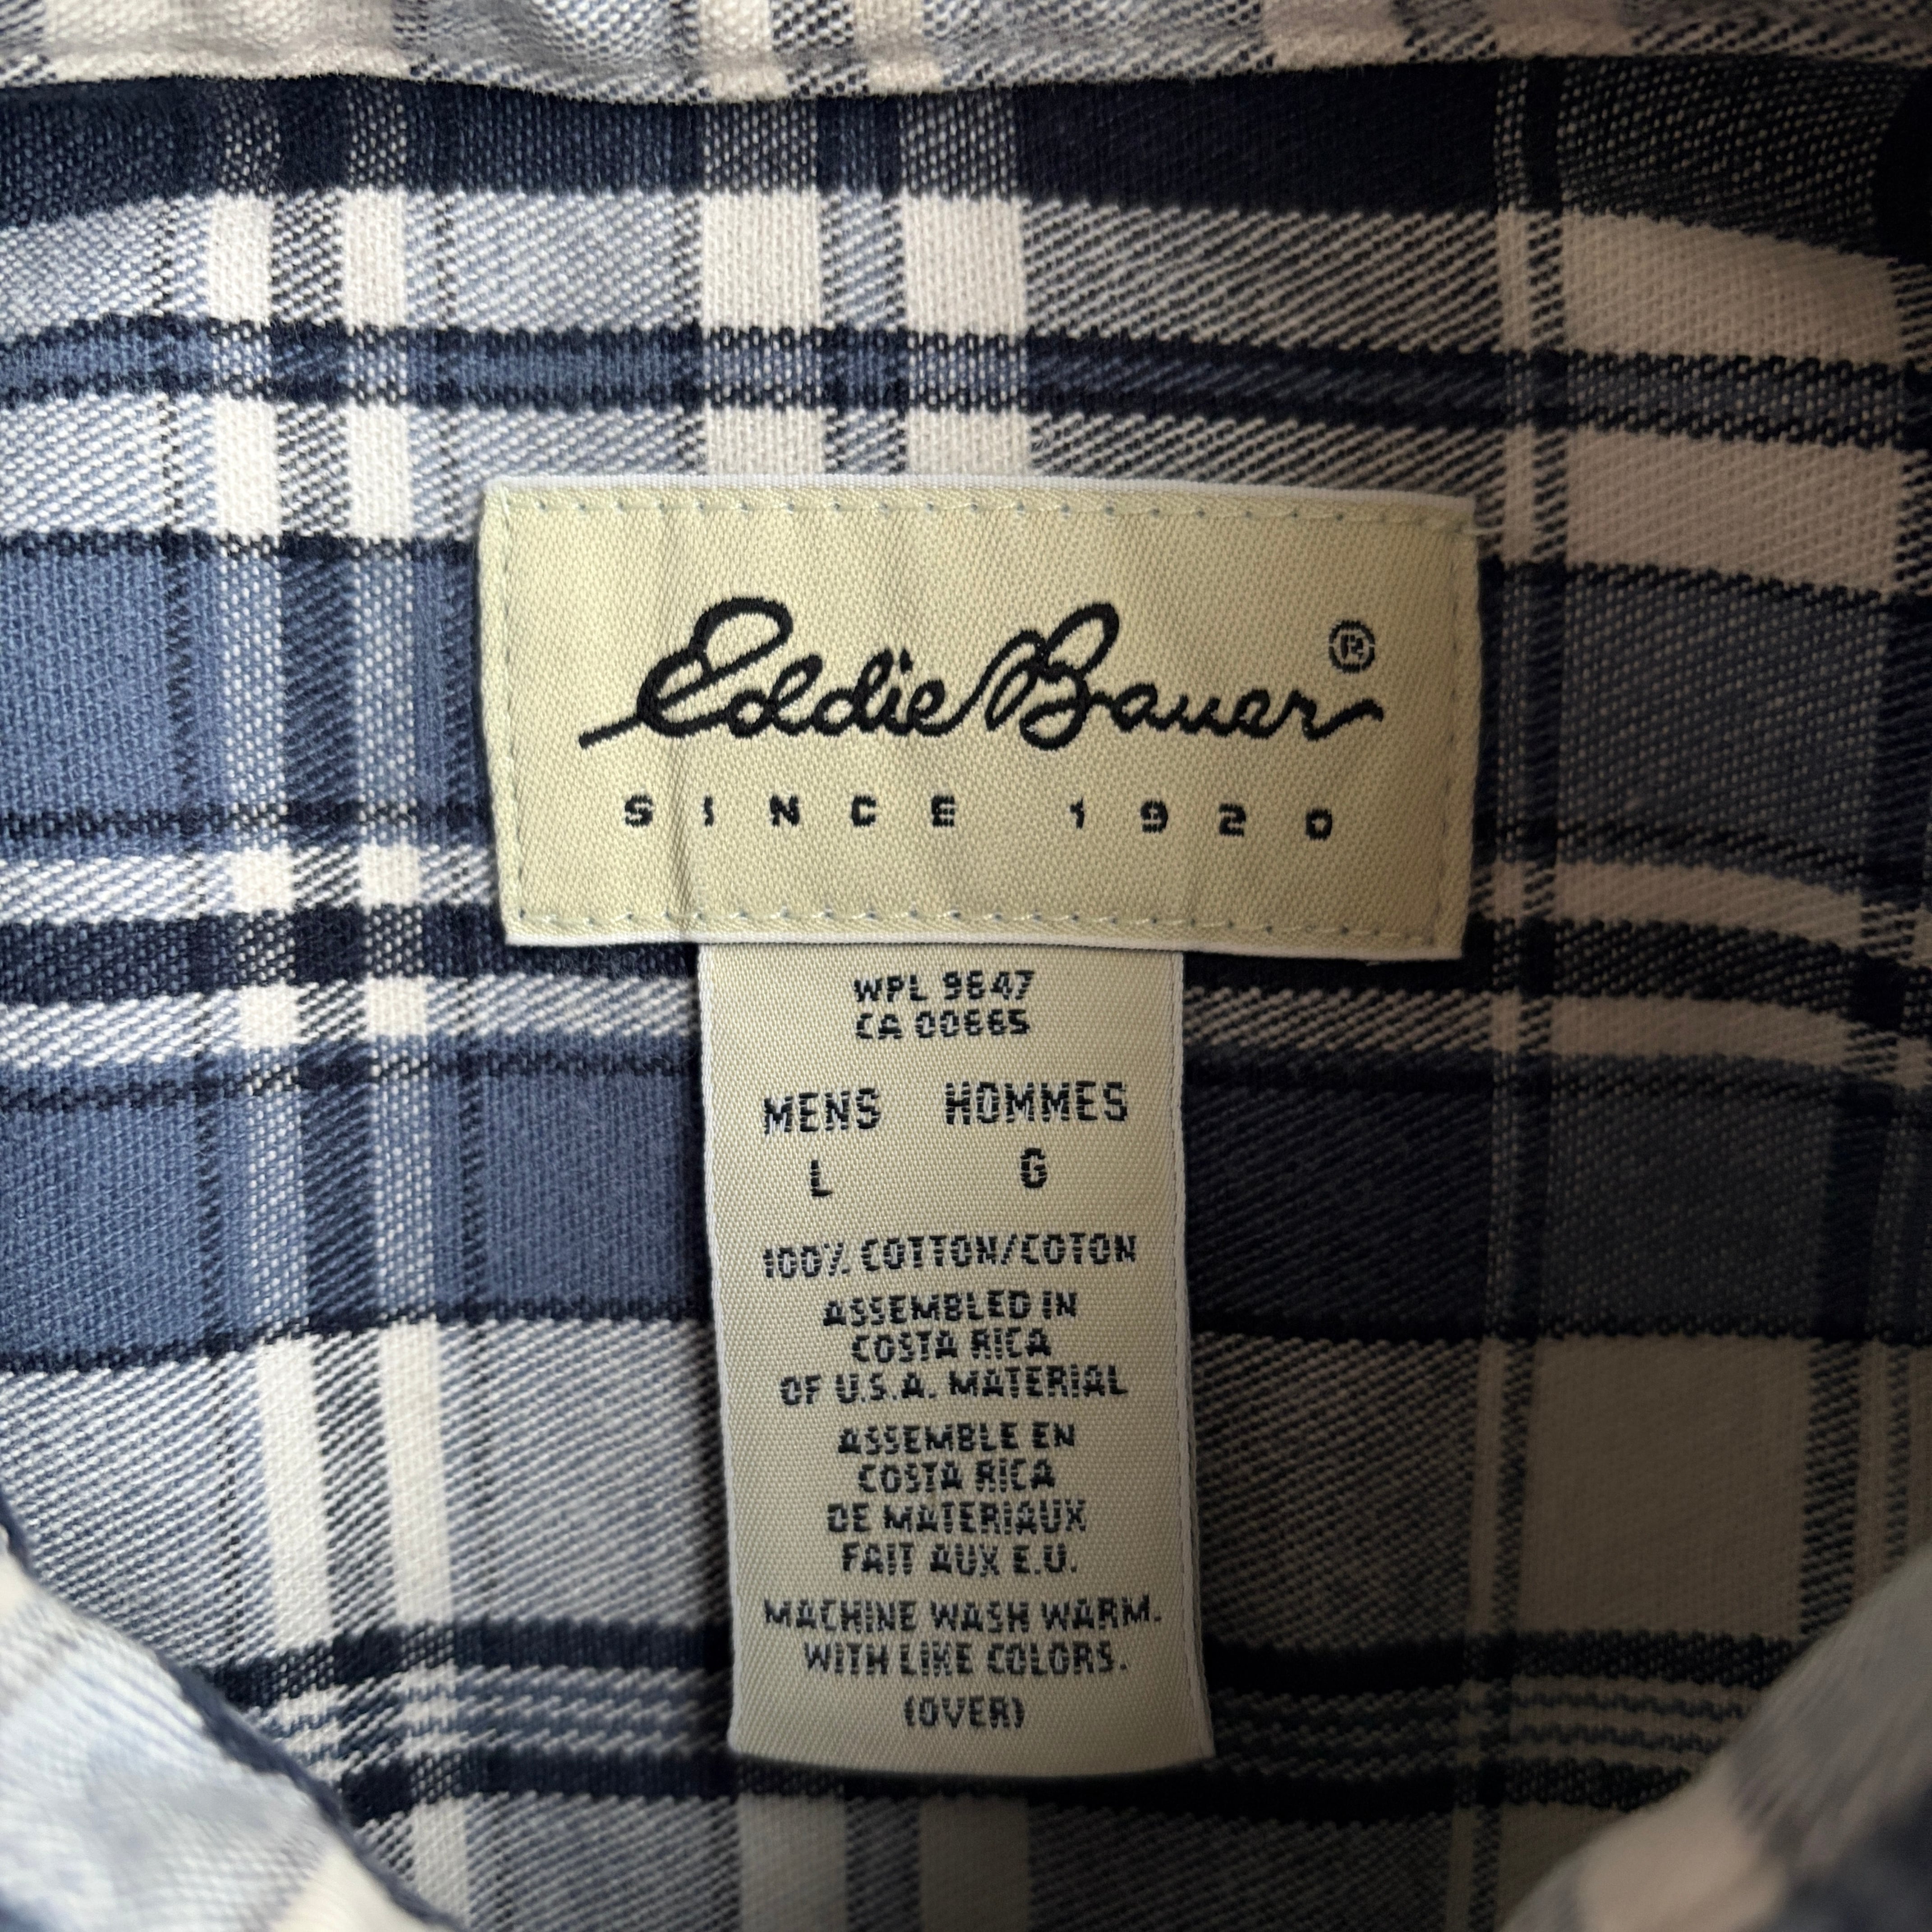 Eddie Bauer®
SINCE 1920
WPL 9647
CA 00665
MENS HOMMES
L G
100% COTTON/COTON
ASSEMBLED IN
COSTA RICA
OF U.S.A. MATERIAL
ASSEMBLE EN
COSTA RICA
DE MATERIAUX
FAIT AUX E.U.
MACHINE WASH WARM.
WITH LIKE COLORS.
(OVER)